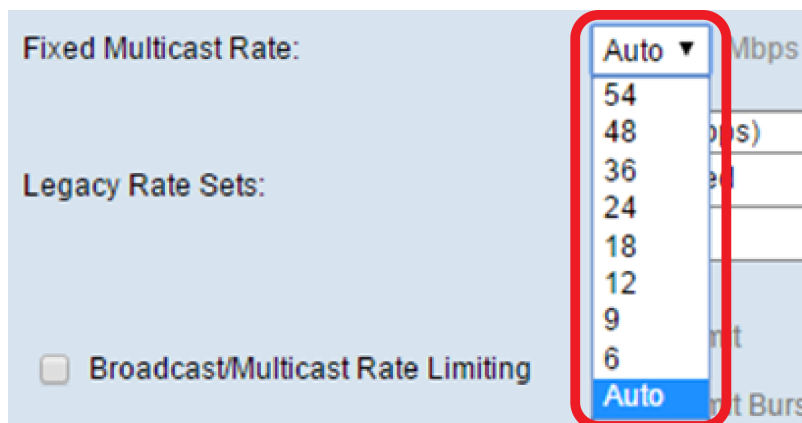 Fixed Multicast Rate:
Auto ▼ Mbps
54
48
36
Legacy Rate Sets:
24
18
12
9
6
Broadcast/Multicast Rate Limiting
Auto